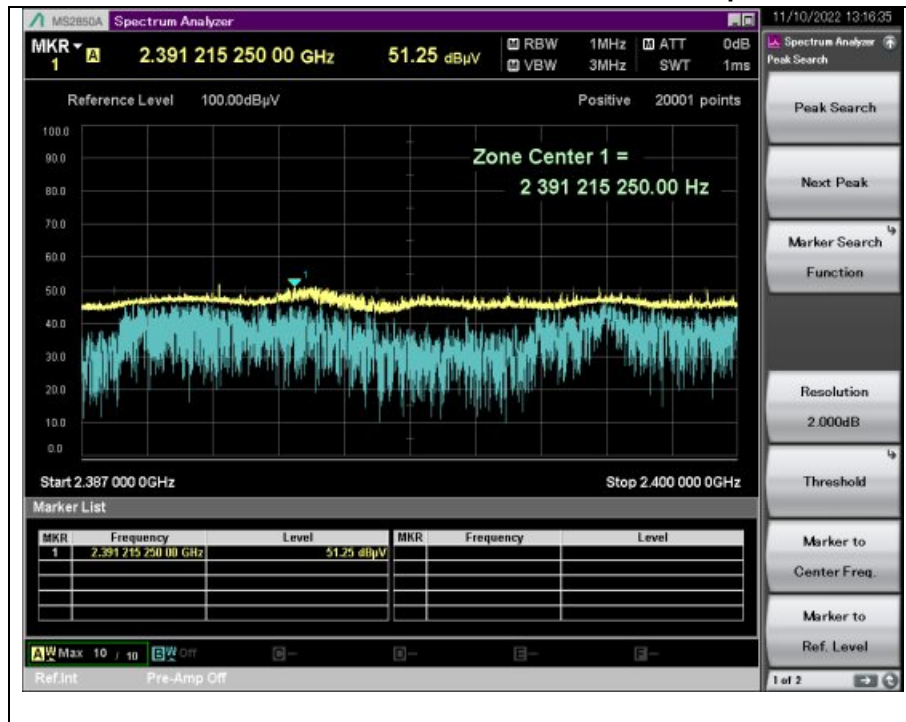 MS2850A Spectrum Analyzer
11/10/2022 13:16:35
MKR 1 A 2.391 215 250 00 GHz 51.25 dBµV
M RBW 1MHz M ATT 0dB
M VBW 3MHz SWT 1ms
Spectrum Analyzer
Peak Search
Reference Level 100.00dBµV Positive 20001 points
100.0
90.0
80.0
70.0
60.0
50.0
40.0
30.0
20.0
10.0
0.0
Zone Center 1 =
2 391 215 250.00 Hz
1
Start 2.387 000 0GHz Stop 2.400 000 0GHz
Marker List
MKR Frequency Level MKR Frequency Level
1 2.391 215 250 00 GHz 51.25 dBµV
A W Max 10 / 10 B W Off C – D – E – F –
Ref.Int Pre-Amp Off
Peak Search
Next Peak
Marker Search
Function
Resolution
2.000dB
Threshold
Marker to
Center Freq.
Marker to
Ref. Level
1 of 2